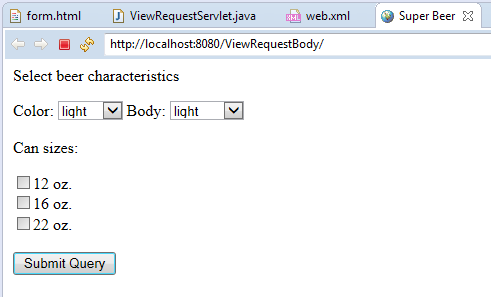 form.html ViewRequestServlet.java web.xml Super Beer
http://localhost:8080/ViewRequestBody/
Select beer characteristics
Color: light Body: light
Can sizes:
12 oz.
16 oz.
22 oz.
Submit Query